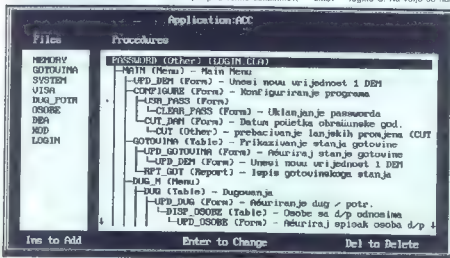 Application:ACC
Files
Procedures
MEMORY
GOTOVINA
SYSTEM
VISA
DUG_POTR
OSOBE
DEA
MOD
LOGIN
PASSWORD (Other) (LOGIN.CLA)
MAIN (Menu) - Main Menu
UPD_DEM (Form) - Unesi novu vrijednost 1 DEM
CONFIGURE (Form) - Konfiguriranje programa
USR_PASS (Form)
CLEAR_PASS (Form) - Uklanjanje passworda
CUT_DAN (Form) - Datum početka obračunske god.
CUT (Other) - prebacivanje lanjskih promjena (CUT
GOTOVINA (Table) - Prikazivanje stanja gotovine
UPD_GOTOVINA (Form) - Ažuriraj stanje gotovine
UPD_DEM (Form) - Unesi novu vrijednost 1 DEM
RPT_GOT (Report) - Ispis gotovinskoga stanja
DUG_M (Menu)
DUG (Table) - Dugovanja
UPD_DUG (Form) - Ažuriranje dug / potr.
DISP_OSOBE (Table) - Osobe sa d/p odnosima
UPD_OSOBE (Form) - Ažuriraj spisak osoba d/p
Ins to Add
Enter to Change
Del to Delete